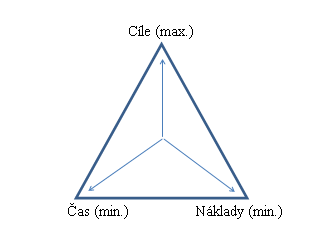 Cíle (max.)
Čas (min.)
Náklady (min.)